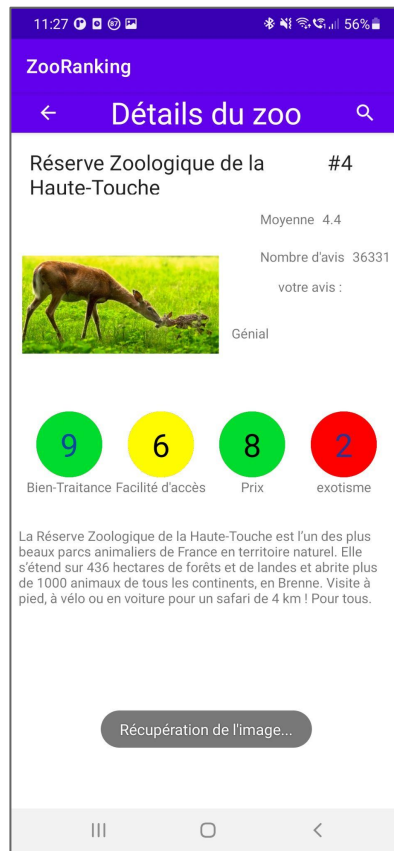 11:27 87 56%
ZooRanking
Détails du zoo
Réserve Zoologique de la #4
Haute-Touche
Moyenne 4.4
Nombre d'avis 36331
votre avis :
Génial
9 6 8 2
Bien-Traitance Facilité d'accès Prix exotisme
La Réserve Zoologique de la Haute-Touche est l'un des plus
beaux parcs animaliers de France en territoire naturel. Elle
s'étend sur 436 hectares de forêts et de landes et abrite plus
de 1000 animaux de tous les continents, en Brenne. Visite à
pied, à vélo ou en voiture pour un safari de 4 km ! Pour tous.
Récupération de l'image...